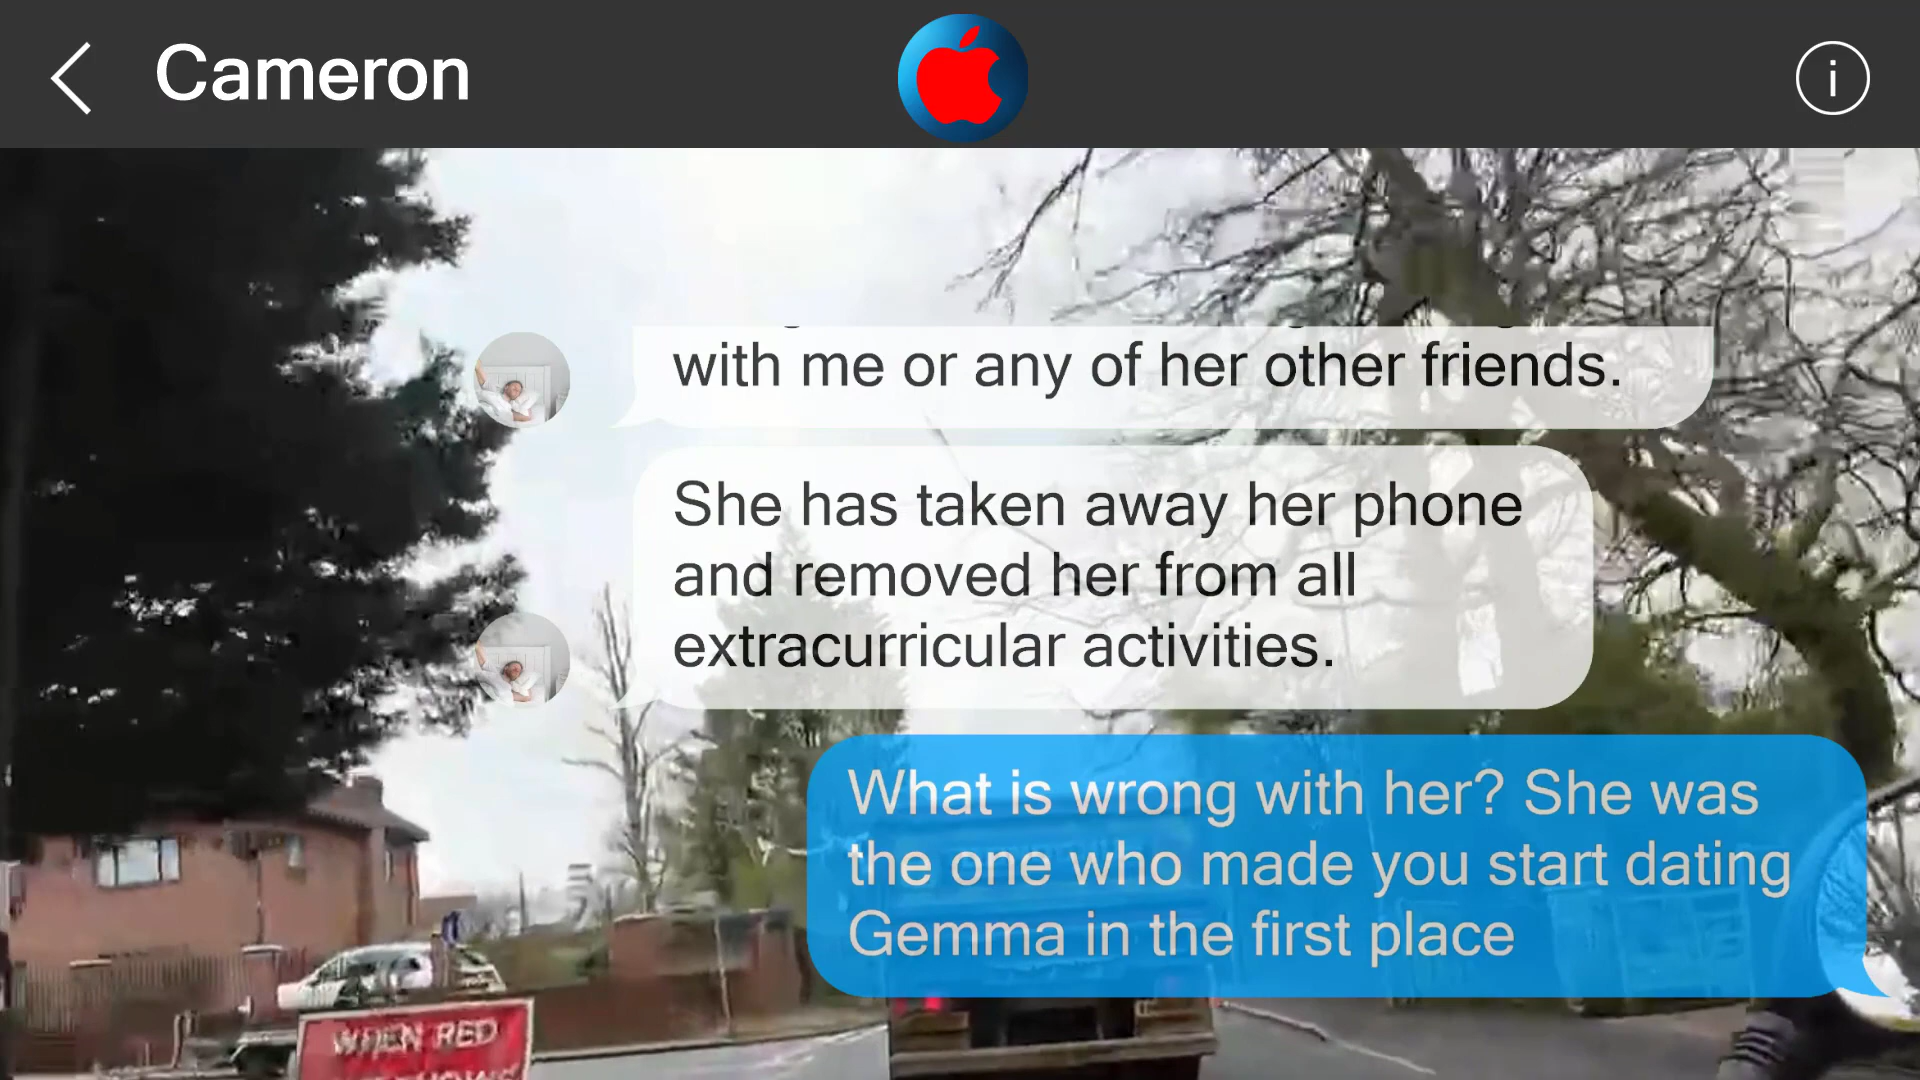 Cameron
with me or any of her other friends.
She has taken away her phone
and removed her from all
extracurricular activities.
What is wrong with her? She was
the one who made you start dating
Gemma in the first place
WHEN RED